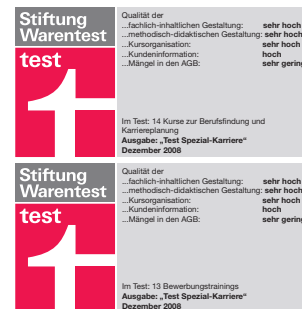 Stiftung
Warentest
test
Qualität der
...fachlich-inhaltlichen Gestaltung: sehr hoch
...methodisch-didaktischen Gestaltung: sehr hoch
...Kursorganisation: sehr hoch
...Kundeninformation: hoch
...Mängel in den AGB: sehr gering
Im Test: 14 Kurse zur Berufsfindung und
Karriereplanung
Ausgabe: „Test Spezial-Karriere“
Dezember 2008
Stiftung
Warentest
test
Qualität der
...fachlich-inhaltlichen Gestaltung: sehr hoch
...methodisch-didaktischen Gestaltung: sehr hoch
...Kursorganisation: sehr hoch
...Kundeninformation: hoch
...Mängel in den AGB: sehr gering
Im Test: 13 Bewerbungstrainings
Ausgabe: „Test Spezial-Karriere“
Dezember 2008